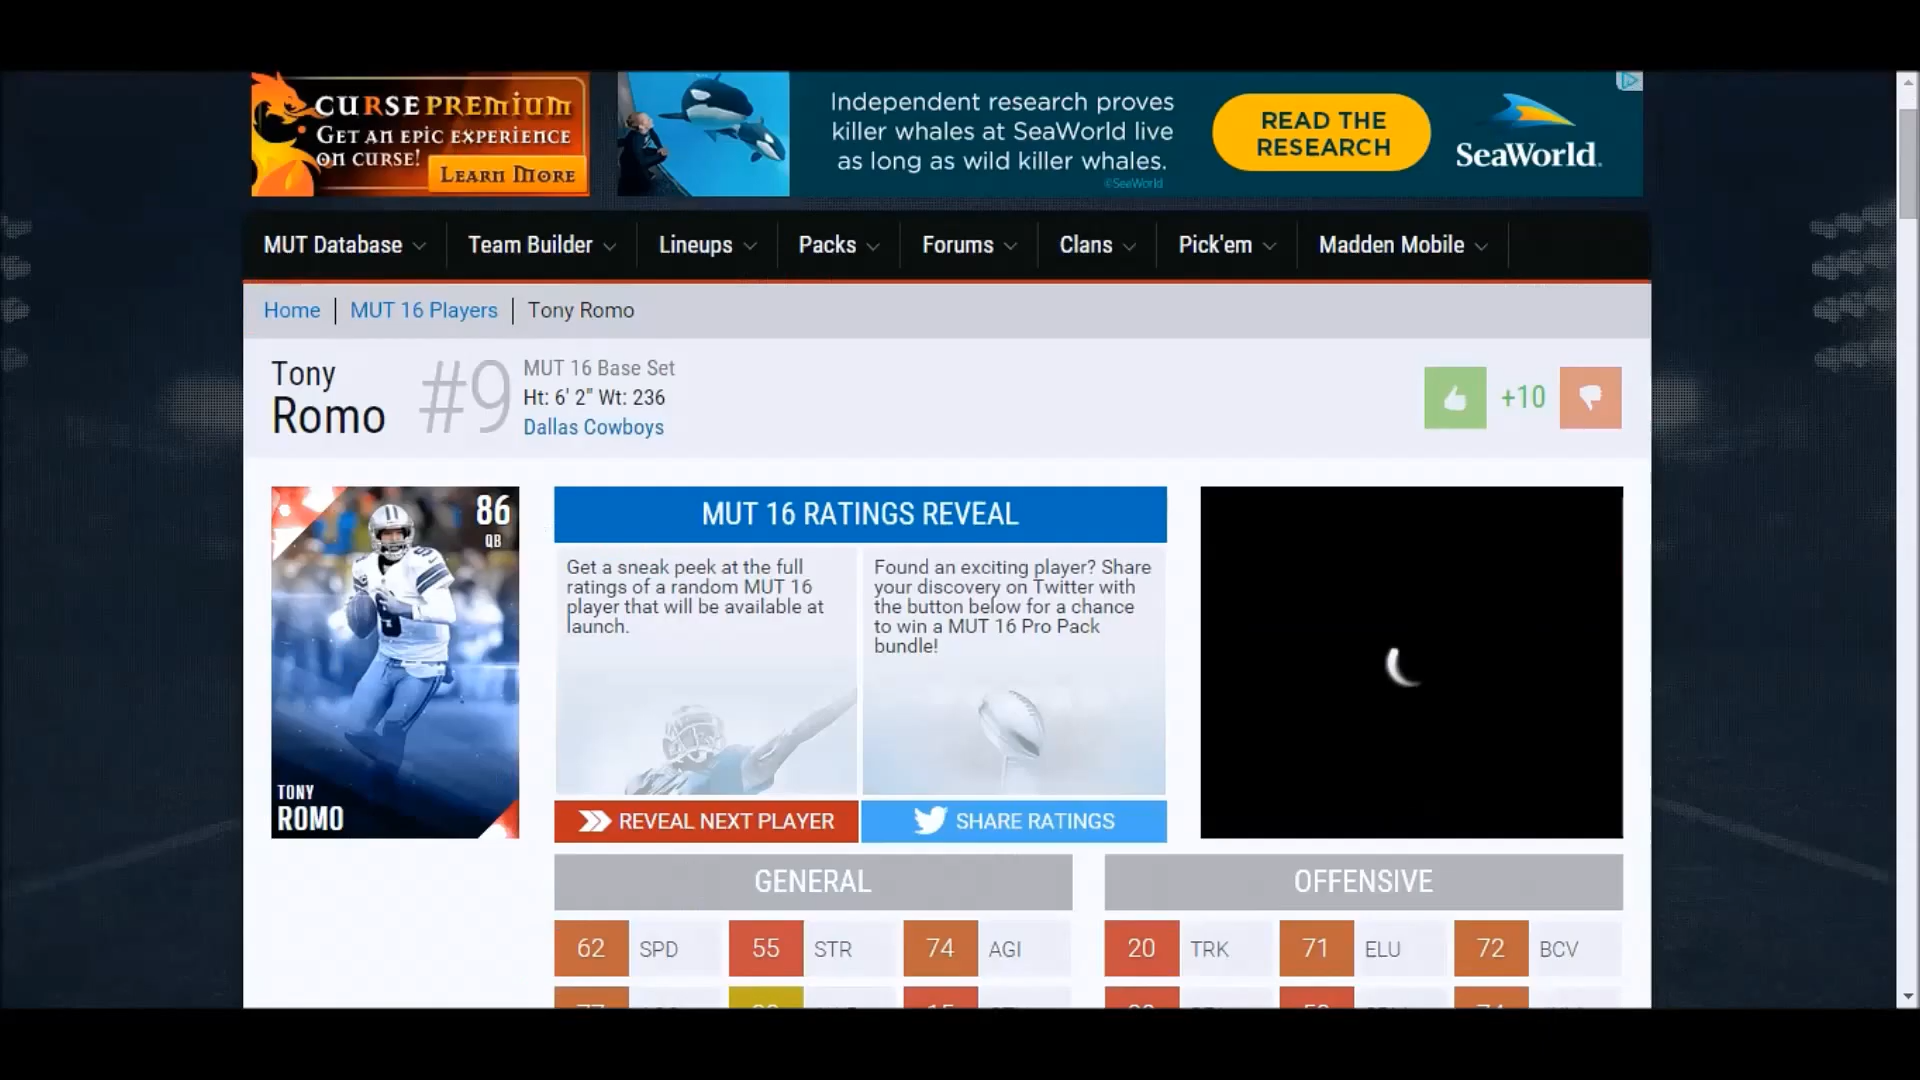 CURSE PREMIUM
GET AN EPIC EXPERIENCE
ON CURSE!
LEARN MORE
Independent research proves
killer whales at SeaWorld live
as long as wild killer whales.
©SeaWorld
READ THE
RESEARCH
SeaWorld.
MUT Database
Team Builder
Lineups
Packs
Forums
Clans
Pick'em
Madden Mobile
Home | MUT 16 Players | Tony Romo
Tony
Romo
#9
MUT 16 Base Set
Ht: 6' 2" Wt: 236
Dallas Cowboys
+10
86
QB
9
TONY
ROMO
MUT 16 RATINGS REVEAL
Get a sneak peek at the full
ratings of a random MUT 16
player that will be available at
launch.
Found an exciting player? Share
your discovery on Twitter with
the button below for a chance
to win a MUT 16 Pro Pack
bundle!
REVEAL NEXT PLAYER
SHARE RATINGS
GENERAL
62 SPD 55 STR 74 AGI
OFFENSIVE
20 TRK 71 ELU 72 BCV